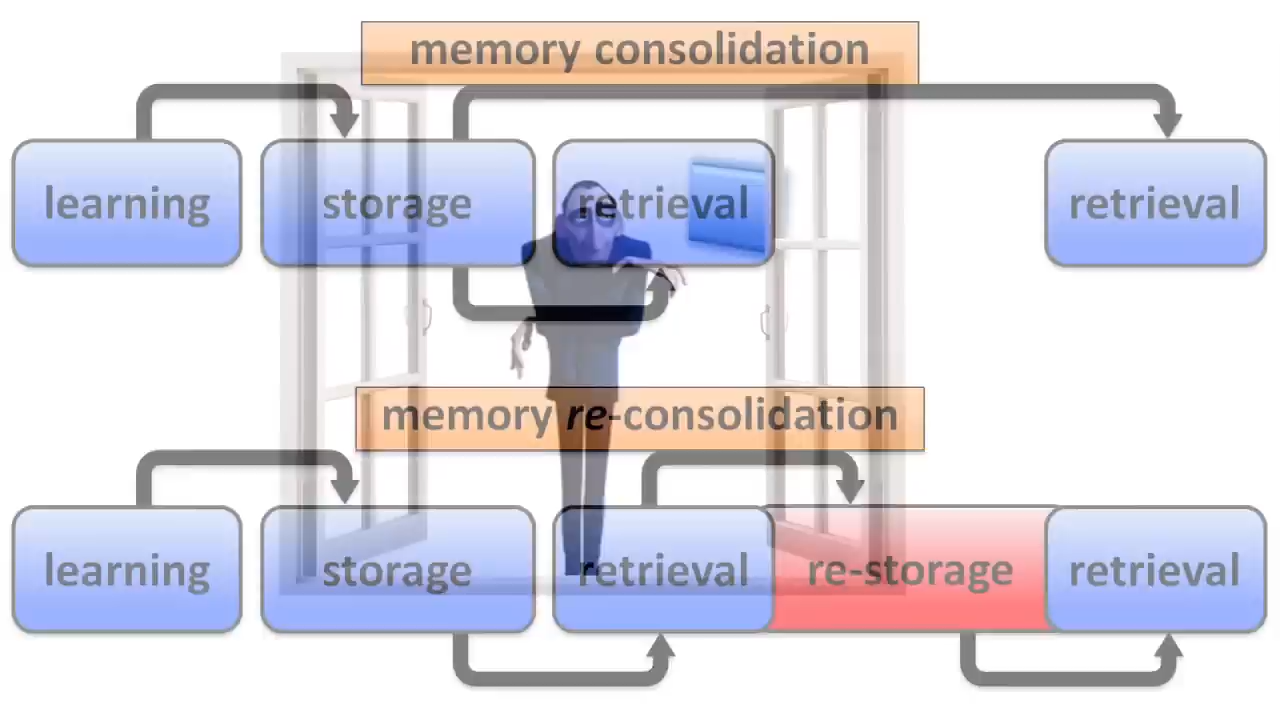 memory consolidation
learning
storage
retrieval
retrieval
memory re-consolidation
learning
storage
retrieval
re-storage
retrieval